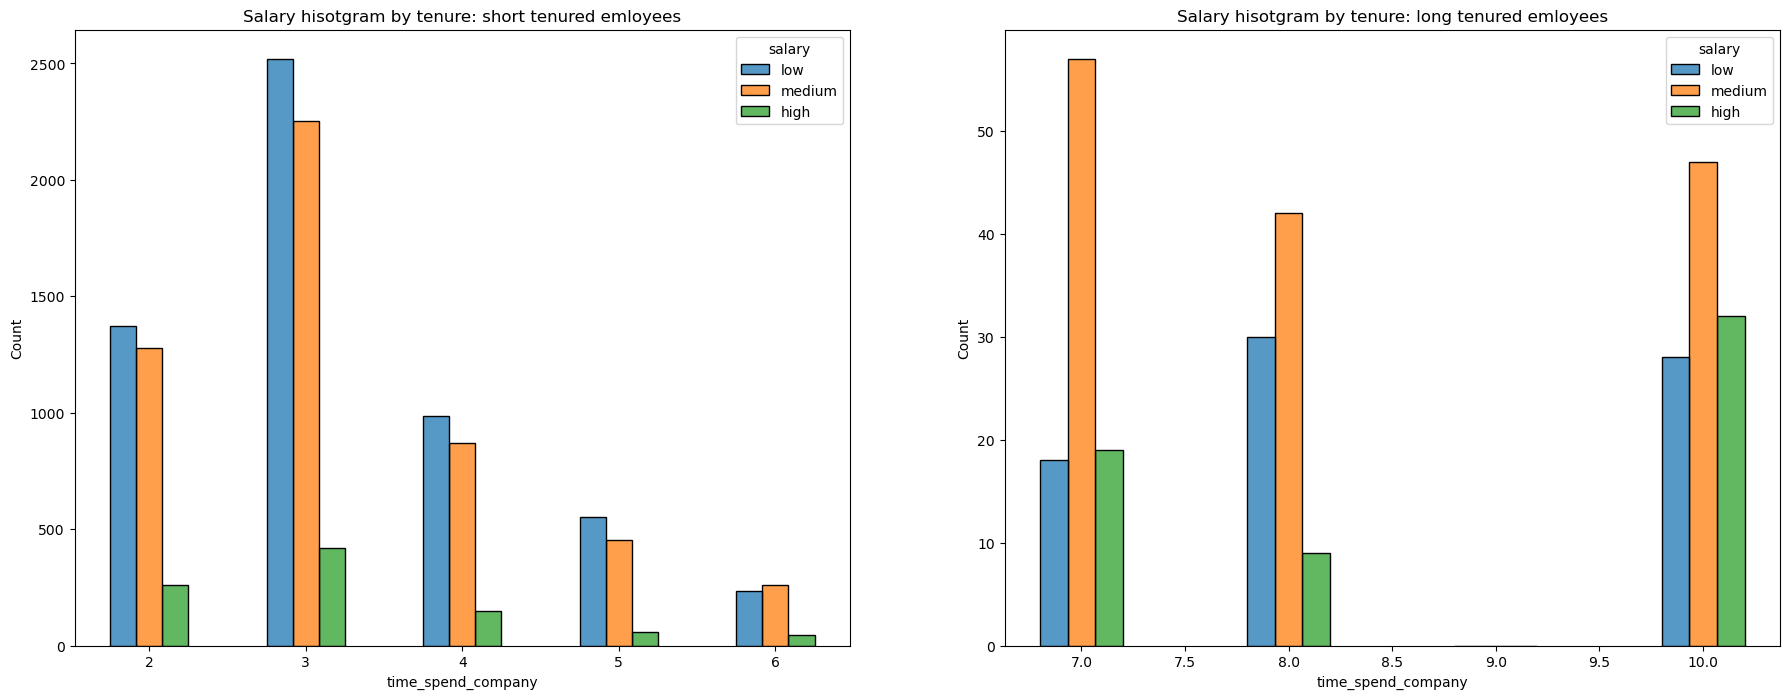 Salary hisotgram by tenure: short tenured emloyees
salary
low
medium
high
2500
2000
1500
1000
500
0
Count
2 3 4 5 6
time_spend_company
Salary hisotgram by tenure: long tenured emloyees
salary
low
medium
high
50
40
30
20
10
0
Count
7.0 7.5 8.0 8.5 9.0 9.5 10.0
time_spend_company